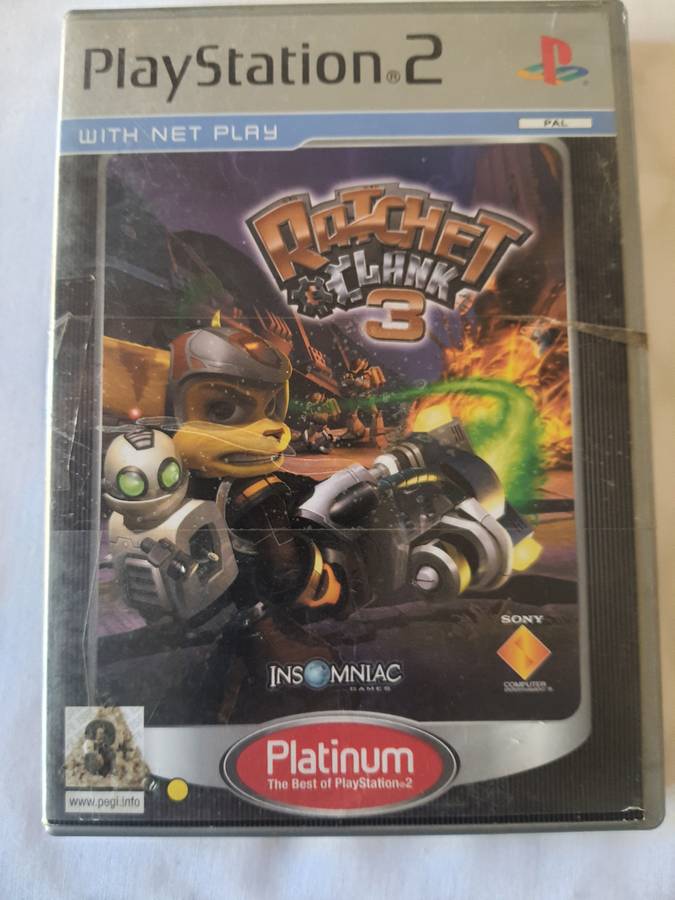 PlayStation®2
WITH NET PLAY
PAL
RATCHET
& CLANK
3
INSOMNIAC
GAMES
SONY
COMPUTER
ENTERTAINMENT
3+
www.pegi.info
Platinum
The Best of PlayStation®2